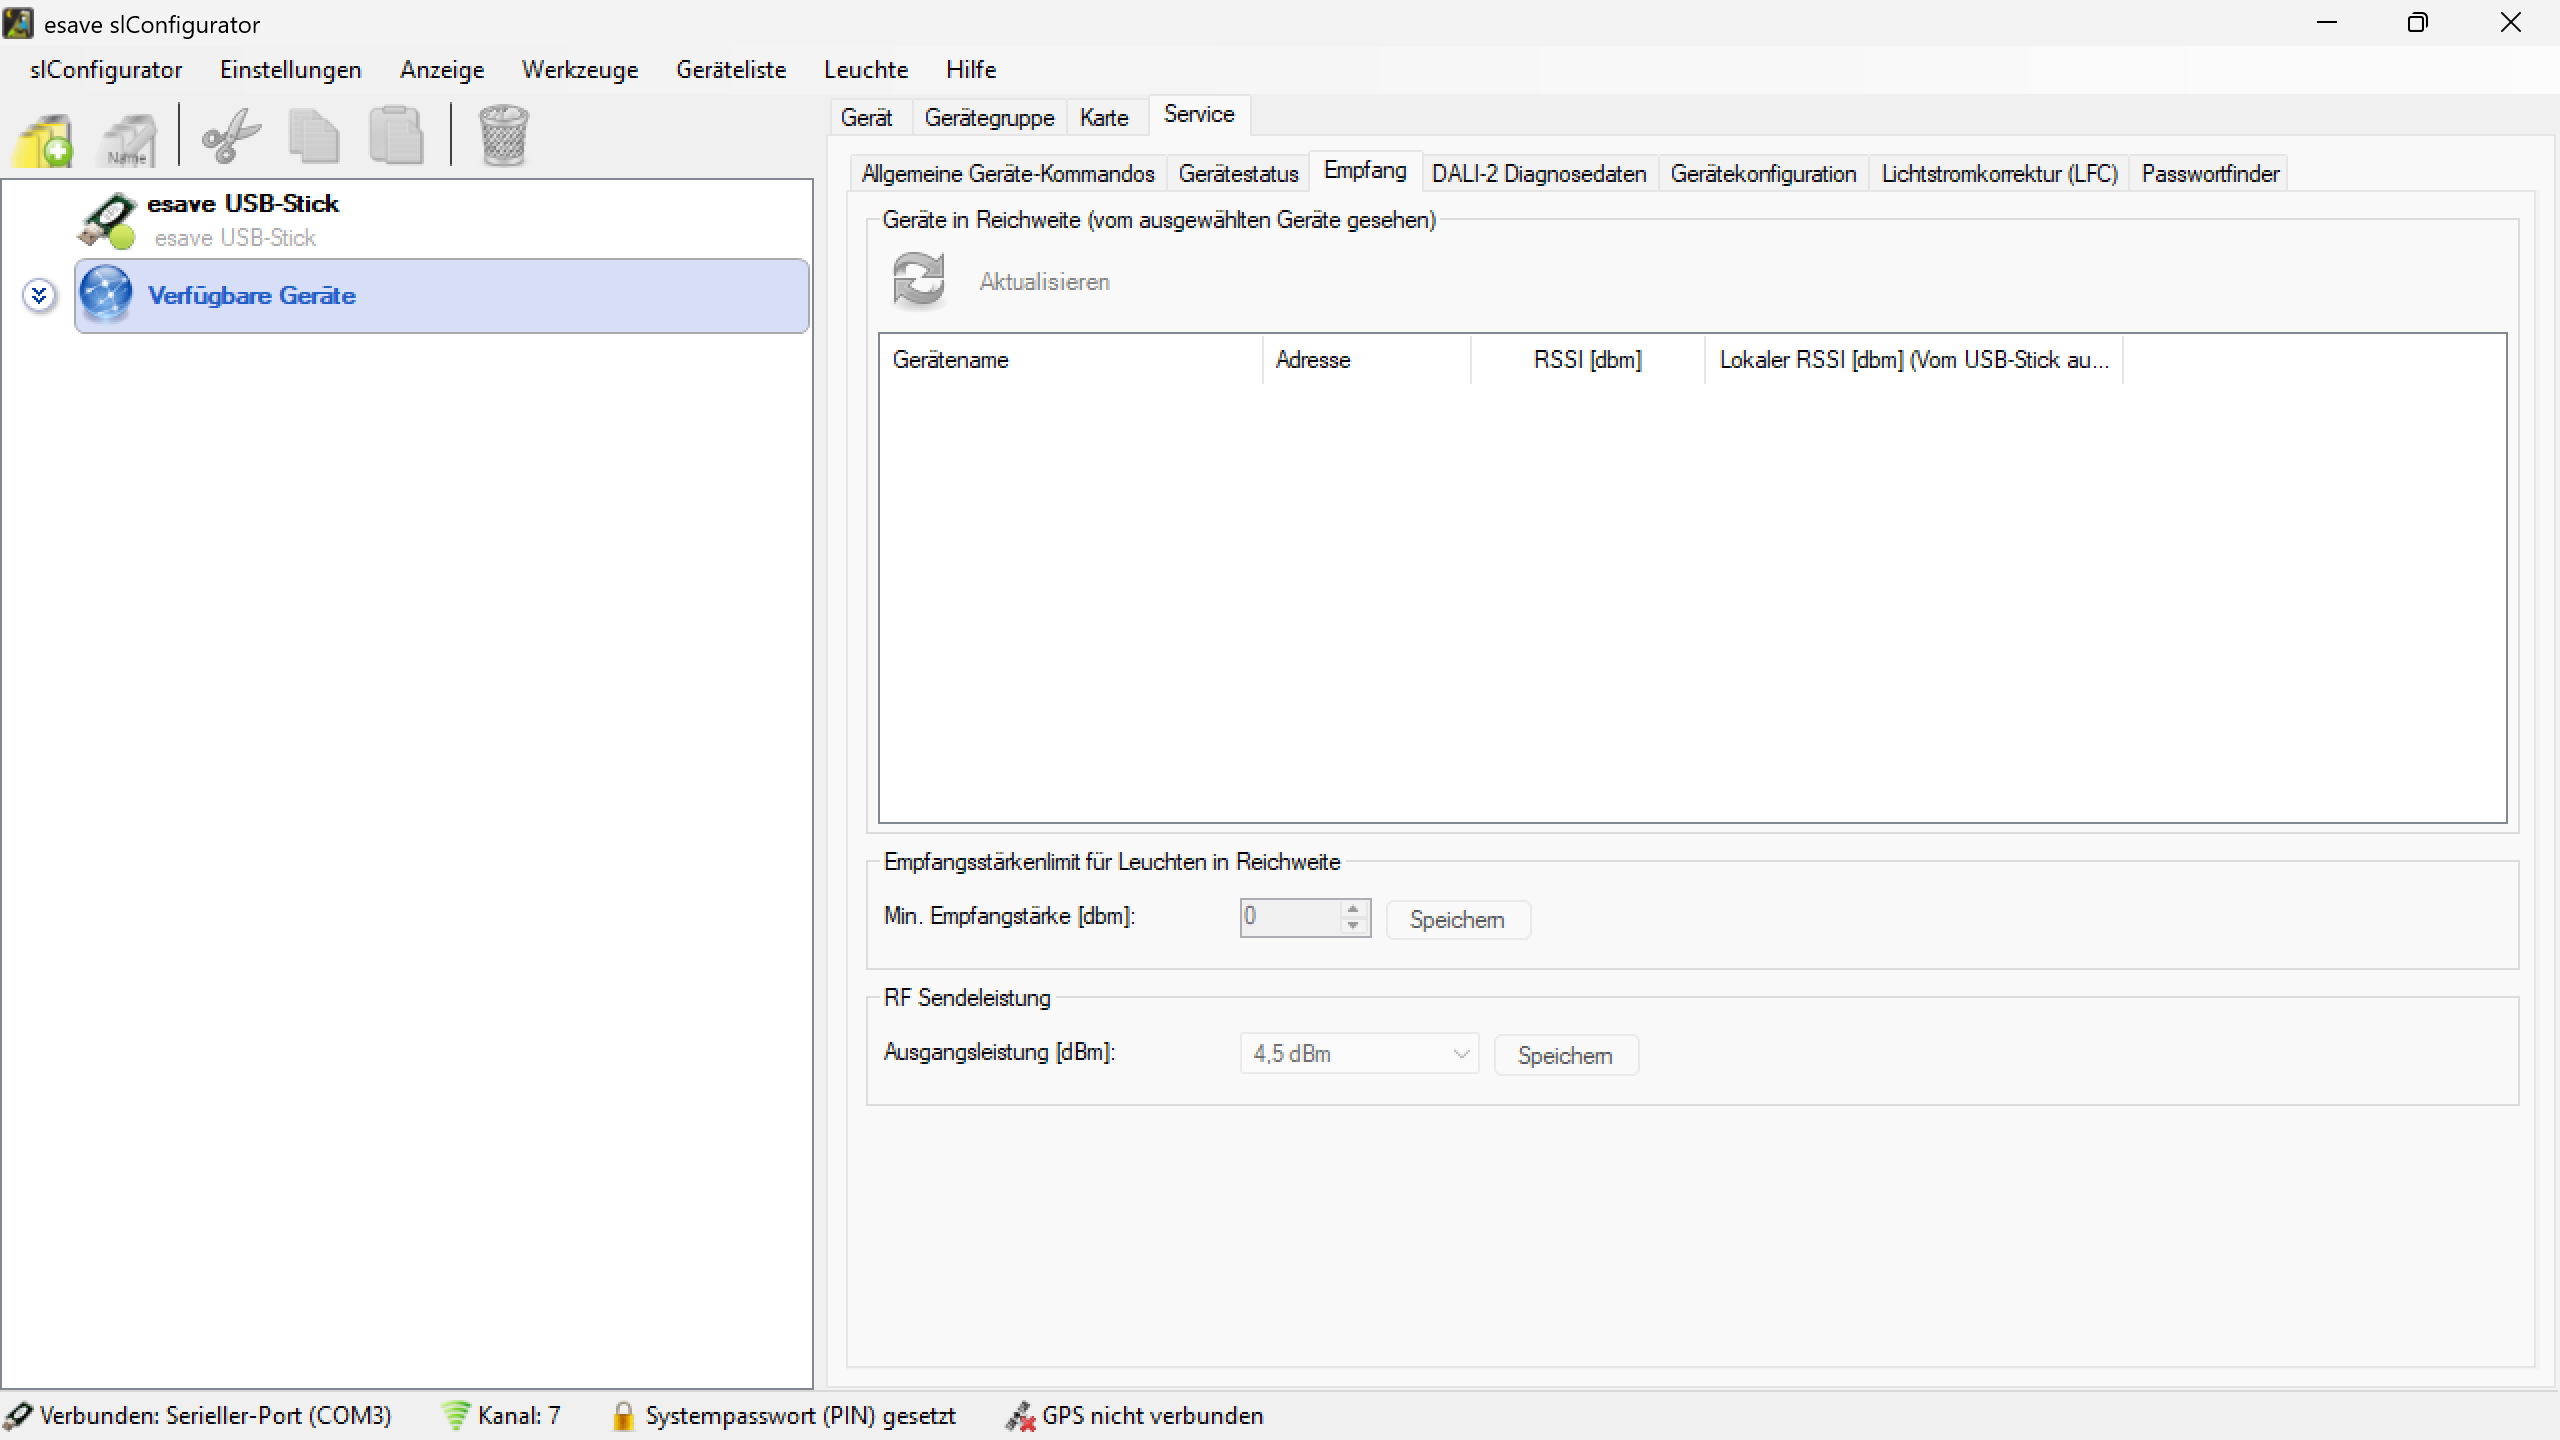 esave slConfigurator
slConfigurator Einstellungen Anzeige Werkzeuge Geräteliste Leuchte Hilfe
Name
esave USB-Stick
esave USB-Stick
Verfügbare Geräte
Gerät Gerätegruppe Karte Service
Allgemeine Geräte-Kommandos Gerätestatus Empfang DALI-2 Diagnosedaten Gerätekonfiguration Lichtstromkorrektur (LFC) Passwortfinder
Geräte in Reichweite (vom ausgewählten Geräte gesehen)
Aktualisieren
Gerätename Adresse RSSI [dbm] Lokaler RSSI [dbm] (Vom USB-Stick au...
Empfangsstärkenlimit für Leuchten in Reichweite
Min. Empfangstärke [dbm]: 0 Speichern
RF Sendeleistung
Ausgangsleistung [dBm]: 4,5 dBm Speichern
Verbunden: Serieller-Port (COM3) Kanal: 7 Systempasswort (PIN) gesetzt GPS nicht verbunden